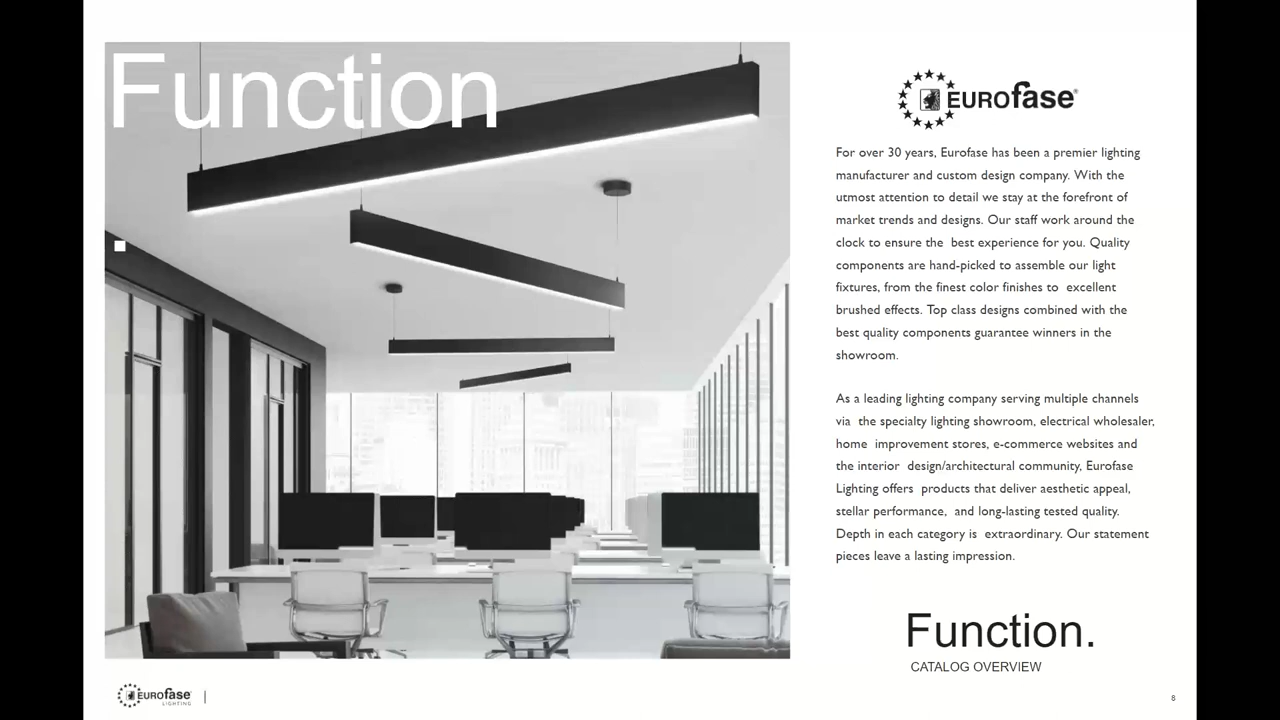 Function
.
EUROfase®
For over 30 years, Eurofase has been a premier lighting
manufacturer and custom design company. With the
utmost attention to detail we stay at the forefront of
market trends and designs. Our staff work around the
clock to ensure the best experience for you. Quality
components are hand-picked to assemble our light
fixtures, from the finest color finishes to excellent
brushed effects. Top class designs combined with the
best quality components guarantee winners in the
showroom.
As a leading lighting company serving multiple channels
via the specialty lighting showroom, electrical wholesaler,
home improvement stores, e-commerce websites and
the interior design/architectural community, Eurofase
Lighting offers products that deliver aesthetic appeal,
stellar performance, and long-lasting tested quality.
Depth in each category is extraordinary. Our statement
pieces leave a lasting impression.
Function.
CATALOG OVERVIEW
EUROfase
LIGHTING
8